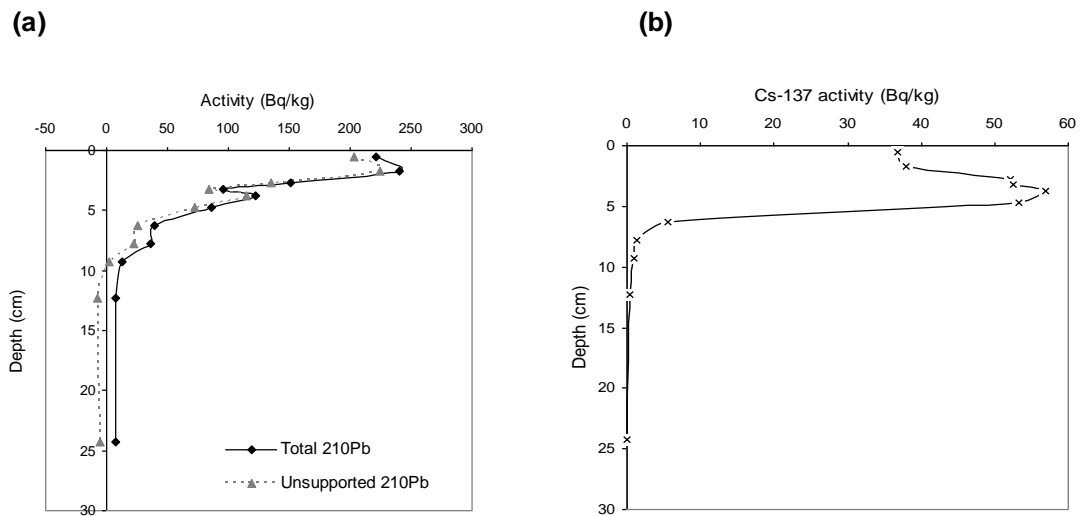 (a)
(b)
Activity (Bq/kg)
-50 0 50 100 150 200 250 300
0
5
10
15
20
25
30
Depth (cm)
Total 210Pb
Unsupported 210Pb
Cs-137 activity (Bq/kg)
0 10 20 30 40 50 60
0
5
10
15
20
25
30
Depth (cm)